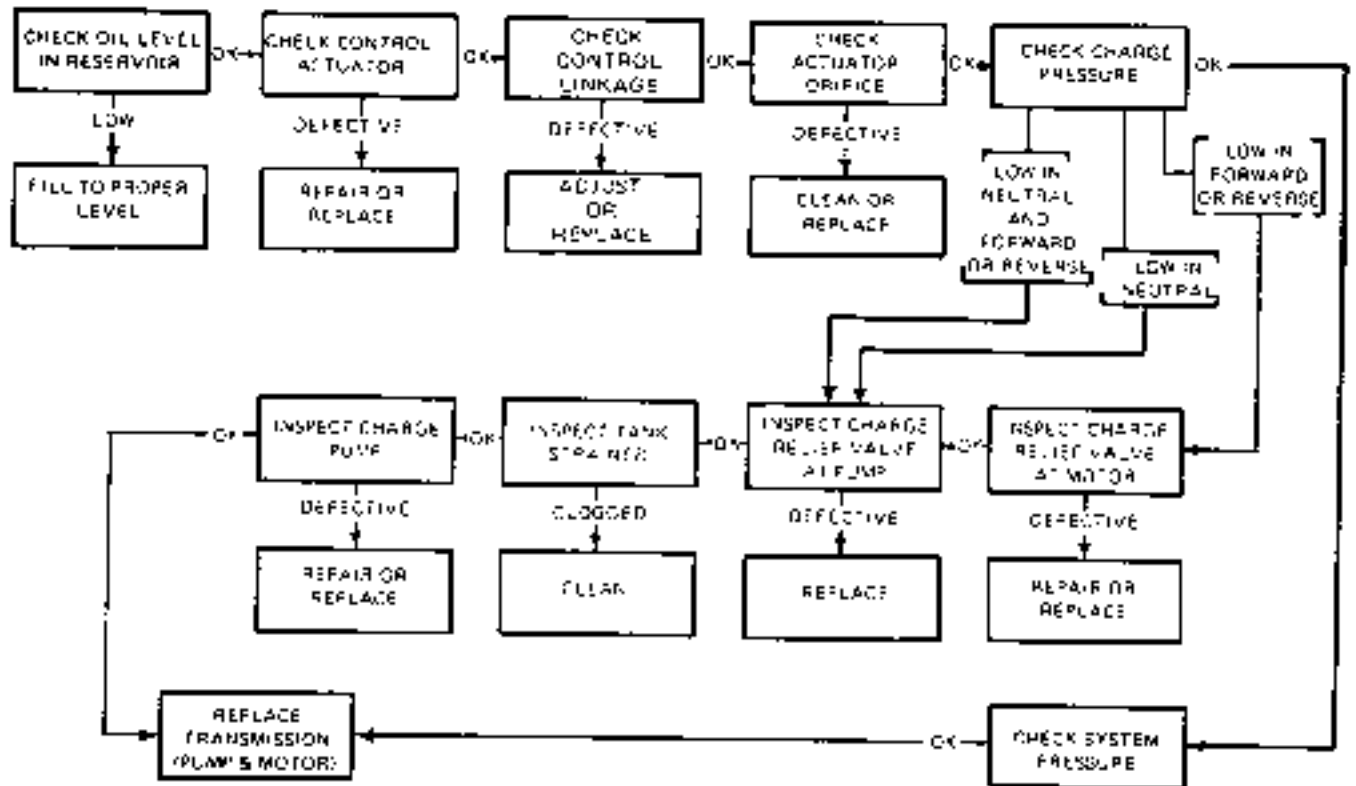 CHECK OIL LEVEL
IN RESERVOIR
OK
CHECK CONTROL
ACTUATOR
OK
CHECK
CONTROL
LINKAGE
OK
CHECK
ACTUATOR
ORIFICE
OK
CHECK CHARGE
PRESSURE
OK
LOW
DEFECTIVE
DEFECTIVE
DEFECTIVE
FILL TO PROPER
LEVEL
REPAIR OR
REPLACE
ADJUST
OR
REPLACE
CLEAN OR
REPLACE
LOW IN
NEUTRAL
AND
FORWARD
OR REVERSE
LOW IN
NEUTRAL
LOW IN
FORWARD
OR REVERSE
OK
INSPECT CHARGE
PUMP
OK
INSPECT TANK
STRAINER
OK
INSPECT CHARGE
RELIEF VALVE
AT PUMP
OK
INSPECT CHARGE
RELIEF VALVE
AT MOTOR
DEFECTIVE
CLOGGED
DEFECTIVE
DEFECTIVE
REPAIR OR
REPLACE
CLEAN
REPLACE
REPAIR OR
REPLACE
REPLACE
TRANSMISSION
(PUMP & MOTOR)
OK
CHECK SYSTEM
PRESSURE